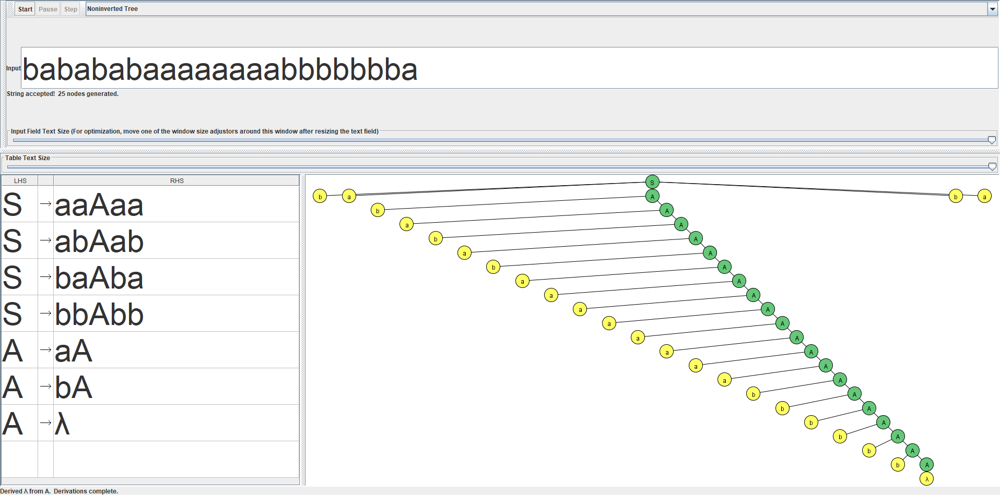 Start Pause Step Noninverted Tree
Input bababab​aaaaaaaabbbbbbba
String accepted! 25 nodes generated.
Input Field Text Size (For optimization, move one of the window size adjustors around this window after resizing the text field)
Table Text Size
LHS RHS
S → aaAaa
S → abAab
S → baAba
S → bbAbb
A → aA
A → bA
A → λ
S
b a A b a
b A
a A
b A
a A
b A
a A
a A
a A
a A
a A
a A
a A
a A
b A
b A
b A
b A
b A
b A
λ
Derived λ from A. Derivations complete.